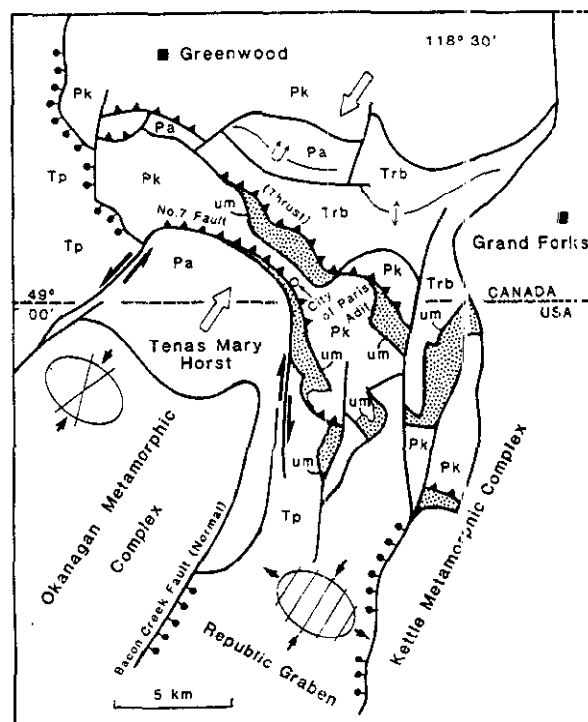 118° 30'
Greenwood
Pk
Pk
Pa
Pa
Trb
Tp
Pk
um
(Thrust)
Trb
No.7 Fault
Grand Forks
Tp
Pk
Pa
City
of Paris
Adit
Trb
49°
00'
CANADA
USA
Pk
um
Tenas Mary
Horst
um
um
um
Pk
Pk
um
Tp
Okanagan Metamorphic
Complex
Bacon Creek Fault (Normal)
Republic Graben
Kettle Metamorphic Complex
5 km